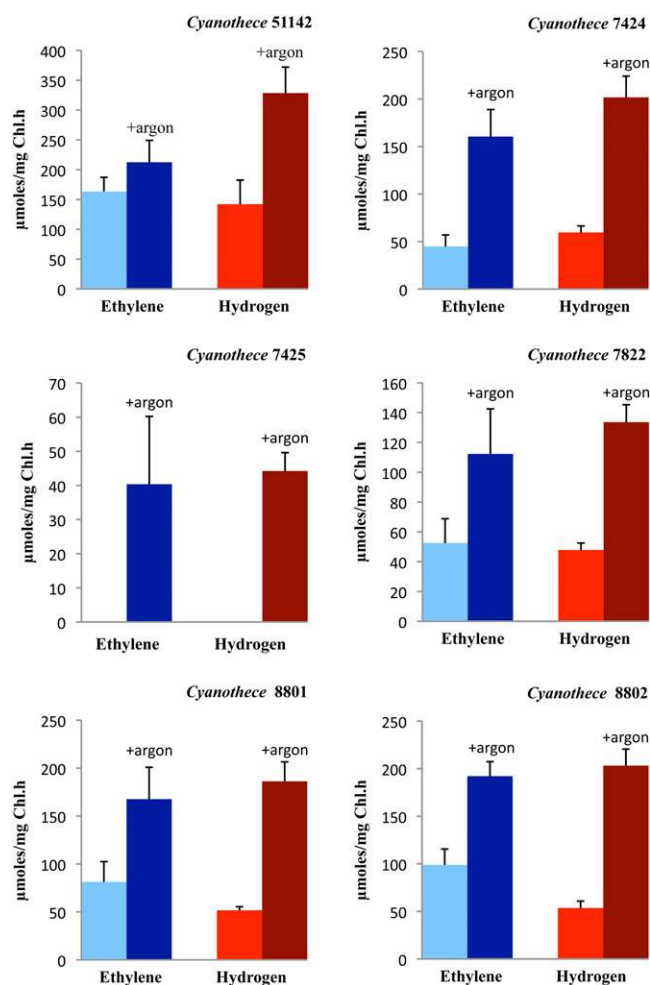 Cyanothece 51142
μmoles/mg Chl.h
400
350
300
250
200
150
100
50
0
+argon
+argon
Ethylene Hydrogen
Cyanothece 7424
μmoles/mg Chl.h
250
200
150
100
50
0
+argon
+argon
Ethylene Hydrogen
Cyanothece 7425
μmoles/mg Chl.h
70
60
50
40
30
20
10
0
+argon
+argon
Ethylene Hydrogen
Cyanothece 7822
μmoles/mg Chl.h
160
140
120
100
80
60
40
20
0
+argon
+argon
Ethylene Hydrogen
Cyanothece 8801
μmoles/mg Chl.h
250
200
150
100
50
0
+argon
+argon
Ethylene Hydrogen
Cyanothece 8802
μmoles/mg Chl.h
250
200
150
100
50
0
+argon
+argon
Ethylene Hydrogen